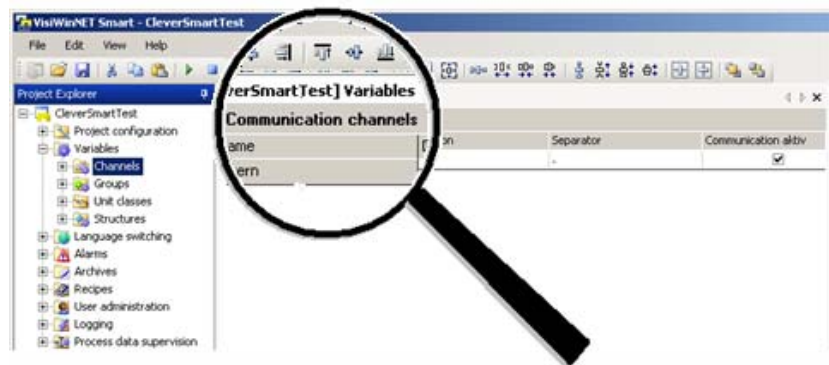 VisiWinNET Smart - CleverSmartTest
File Edit View Help
Project Explorer
CleverSmartTest
Project configuration
Variables
Channels
Groups
Unit classes
Structures
Language switching
Alarms
Archives
Recipes
User administration
Logging
Process data supervision
verSmartTest] Variables
Communication channels
ame
ern
on Separator Communication aktiv
.